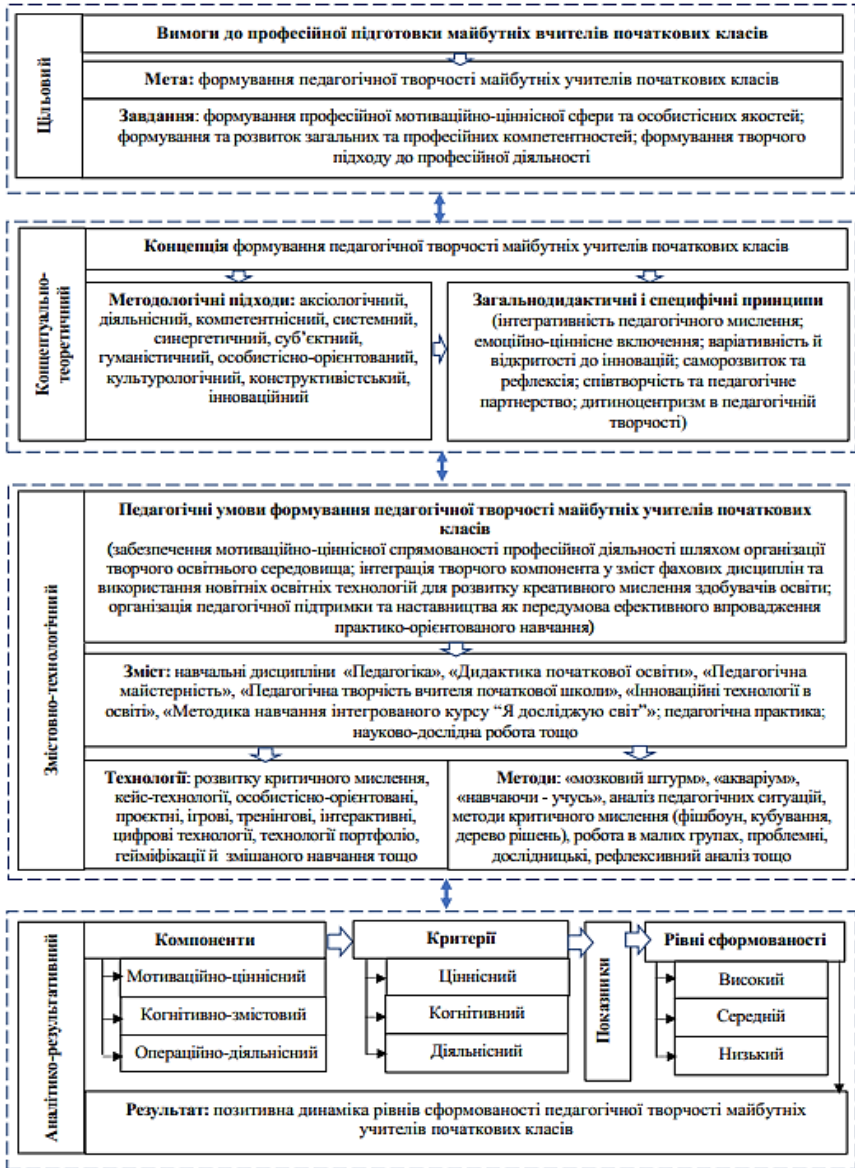 Цільовий
Вимоги до професійної підготовки майбутніх вчителів початкових класів
Мета: формування педагогічної творчості майбутніх учителів початкових класів
Завдання: формування професійної мотиваційно-ціннісної сфери та особистісних якостей;
формування та розвиток загальних та професійних компетентностей; формування творчого
підходу до професійної діяльності
Концептуально-
теоретичний
Концепція формування педагогічної творчості майбутніх учителів початкових класів
Методологічні підходи: аксіологічний,
діяльнісний, компетентнісний, системний,
синергетичний, суб’єктний,
гуманістичний, особистісно-орієнтований,
культурологічний, конструктивістський,
інноваційний
Загальнодидактичні і специфічні принципи
(інтегративність педагогічного мислення;
емоційно-ціннісне включення; варіативність й
відкритості до інновацій; саморозвиток та
рефлексія; співтворчість та педагогічне
партнерство; дитиноцентризм в педагогічній
творчості)
Змістовно-технологічний
Педагогічні умови формування педагогічної творчості майбутніх учителів початкових
класів
(забезпечення мотиваційно-ціннісної спрямованості професійної діяльності шляхом організації
творчого освітнього середовища; інтеграція творчого компонента у зміст фахових дисциплін та
використання новітніх освітніх технологій для розвитку креативного мислення здобувачів освіти;
організація педагогічної підтримки та наставництва як передумова ефективного впровадження
практико-орієнтованого навчання)
Зміст: навчальні дисципліни «Педагогіка», «Дидактика початкової освіти», «Педагогічна
майстерність», «Педагогічна творчість вчителя початкової школи», «Інноваційні технології в
освіті», «Методика навчання інтегрованого курсу “Я досліджую світ”»; педагогічна практика;
науково-дослідна робота тощо
Технології: розвитку критичного мислення,
кейс-технології, особистісно-орієнтовані,
проєктні, ігрові, тренінгові, інтерактивні,
цифрові технології, технології портфоліо,
гейміфікації й змішаного навчання тощо
Методи: «мозковий штурм», «акваріум»,
«навчаючи - учусь», аналіз педагогічних ситуацій,
методи критичного мислення (фішбоун, кубування,
дерево рішень), робота в малих групах, проблемні,
дослідницькі, рефлексивний аналіз тощо
Аналітико-результативний
Компоненти
Мотиваційно-ціннісний
Когнітивно-змістовий
Операційно-діяльнісний
Критерії
Ціннісний
Когнітивний
Діяльнісний
Показники
Рівні сформованості
Високий
Середній
Низький
Результат: позитивна динаміка рівнів сформованості педагогічної творчості майбутніх
учителів початкових класів